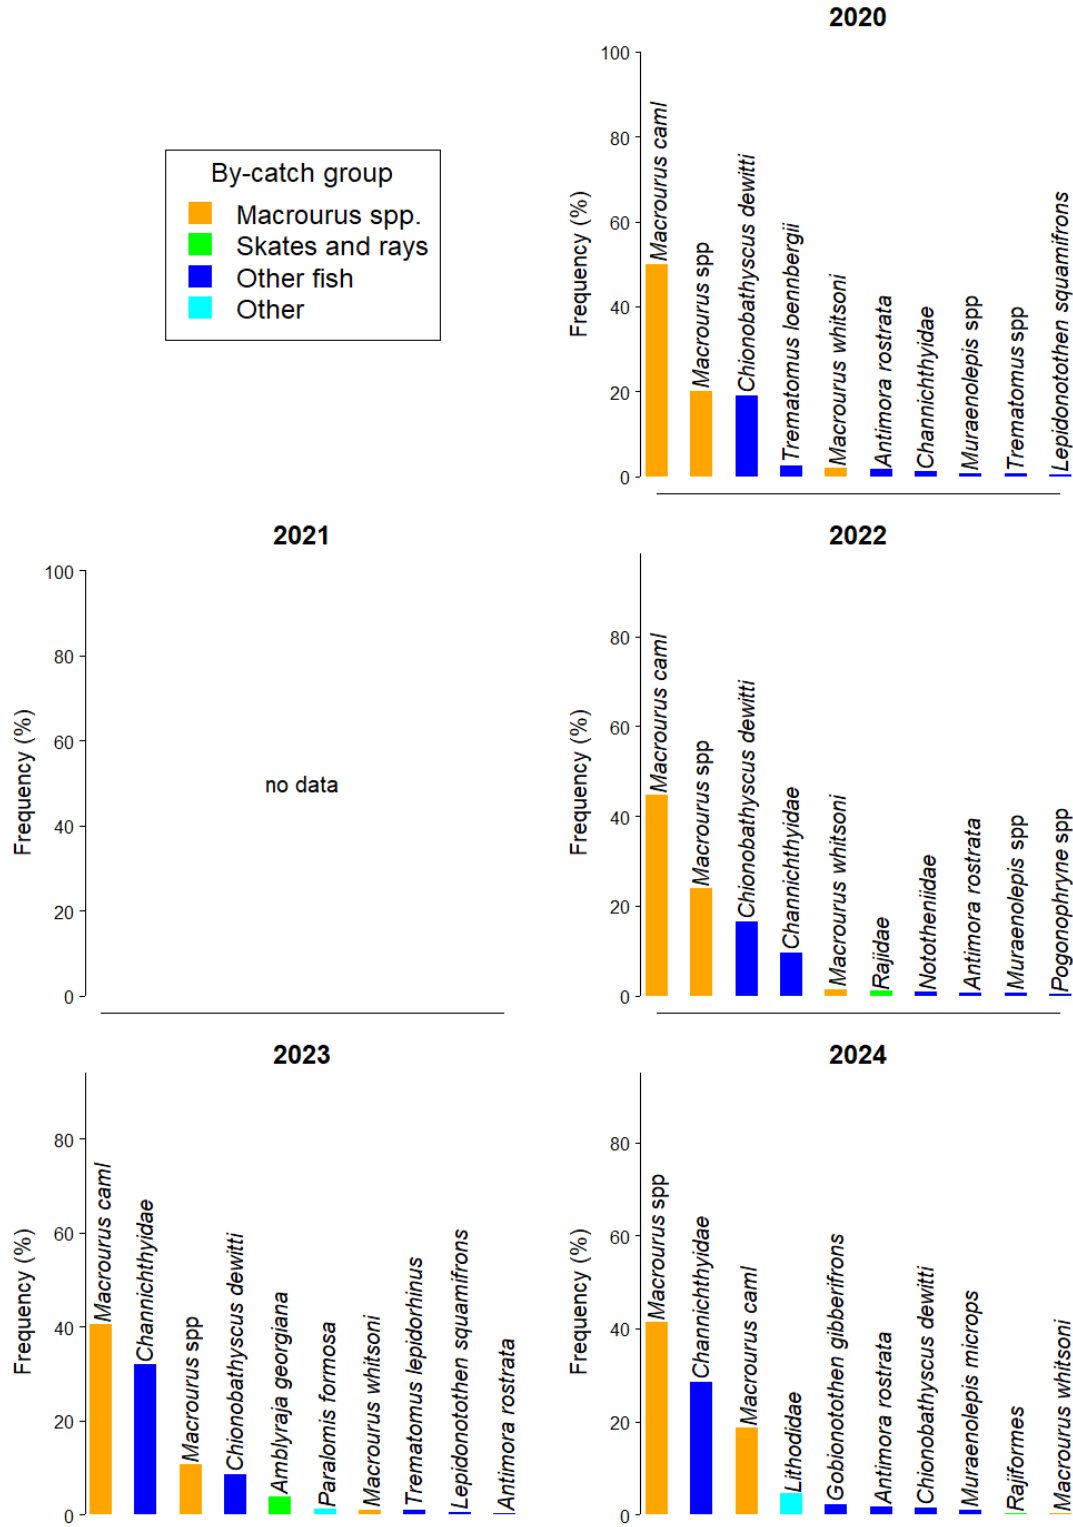 2020
By-catch group
Macrourus spp.
Skates and rays
Other fish
Other
Frequency (%)
100
80
60
40
20
0
Macrourus caml
Macrourus spp
Chionobathyscus dewitti
Trematomus loennbergii
Macrourus whitsoni
Antimora rostrata
Channichthyidae
Muraenolepis spp
Trematomus spp
Lepidonotothen squamifrons
2021
Frequency (%)
100
80
60
40
20
0
no data
2022
Frequency (%)
80
60
40
20
0
Macrourus caml
Macrourus spp
Chionobathyscus dewitti
Channichthyidae
Macrourus whitsoni
Rajidae
Nototheniidae
Antimora rostrata
Muraenolepis spp
Pogonophryne spp
2023
Frequency (%)
80
60
40
20
0
Macrourus caml
Channichthyidae
Macrourus spp
Chionobathyscus dewitti
Amblyraja georgiana
Paralomis formosa
Macrourus whitsoni
Trematomus lepidorhinus
Lepidonotothen squamifrons
Antimora rostrata
2024
Frequency (%)
80
60
40
20
0
Macrourus spp
Channichthyidae
Macrourus caml
Lithodidae
Gobionotothen gibberifrons
Antimora rostrata
Chionobathyscus dewitti
Muraenolepis microps
Rajiformes
Macrourus whitsoni